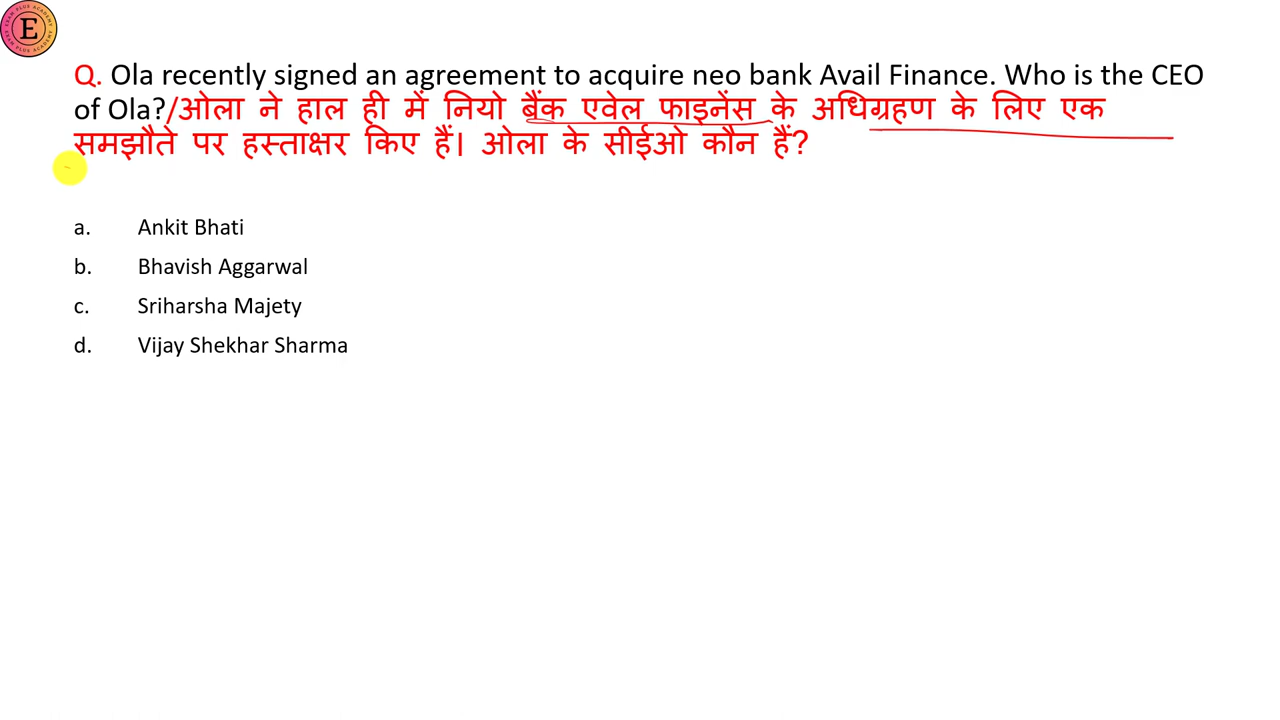 E
Q. Ola recently signed an agreement to acquire neo bank Avail Finance. Who is the CEO
of Ola?/ओला ने हाल ही में नियो बैंक एवेल फाइनेंस के अधिग्रहण के लिए एक
समझौते पर हस्ताक्षर किए हैं। ओला के सीईओ कौन हैं?
a. Ankit Bhati
b. Bhavish Aggarwal
c. Sriharsha Majety
d. Vijay Shekhar Sharma